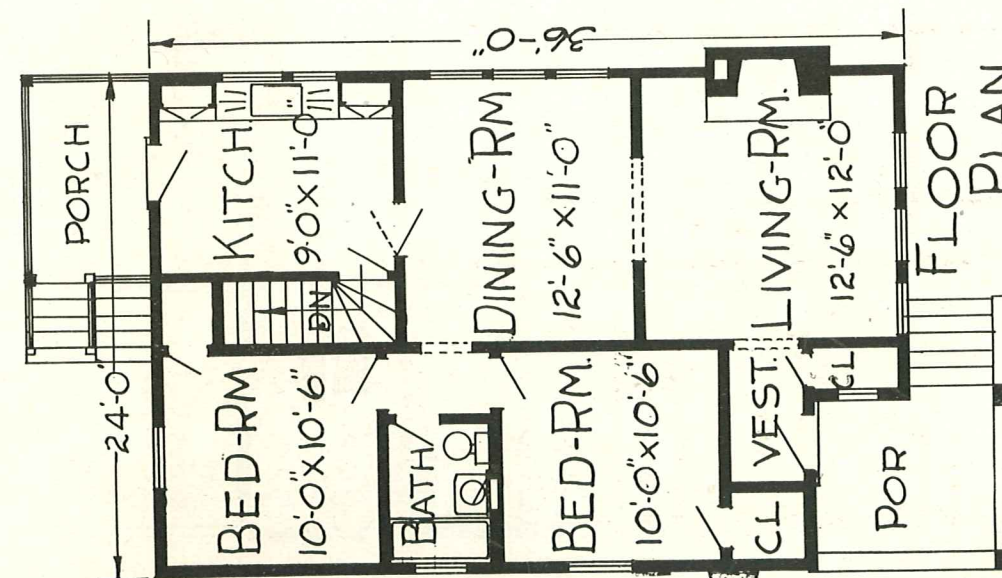 36'-0"
24'-0"
PORCH
KITCH.
9'-0"X11'-0"
DINING-RM
12'-6"X11'-0"
LIVING-RM.
12'-6"X12'-0"
DN
BED-RM
10'-0"X10'-6"
BATH
BED-RM.
10'-0"X10'-6"
VEST.
CL
CL
POR
FLOOR
PLAN